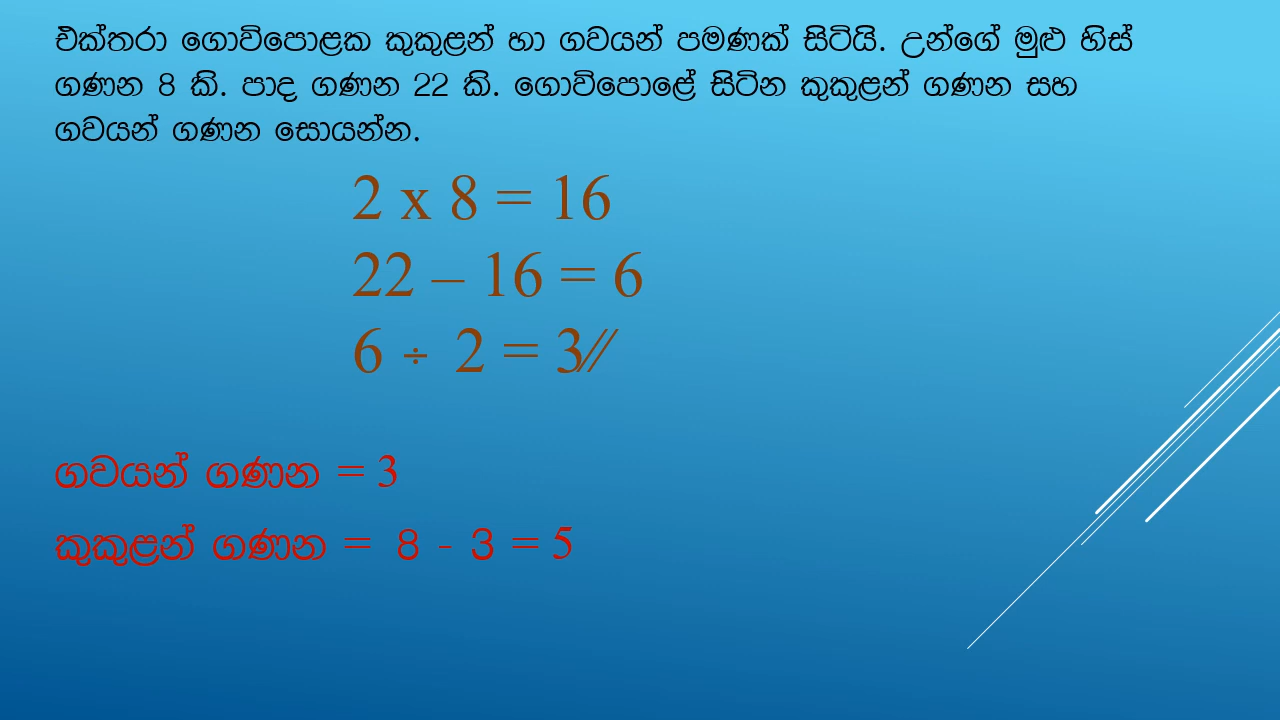 එක්තරා ගොවිපොළක කුකුළන් හා ගවයන් පමණක් සිටියි. උන්ගේ මුළු හිස්
ගණන 8 කි. පාද ගණන 22 කි. ගොවිපොළේ සිටින කුකුළන් ගණන සහ
ගවයන් ගණන සොයන්න.
2 x 8 = 16
22 – 16 = 6
6 ÷ 2 = 3//
ගවයන් ගණන = 3
කුකුළන් ගණන = 8 - 3 = 5